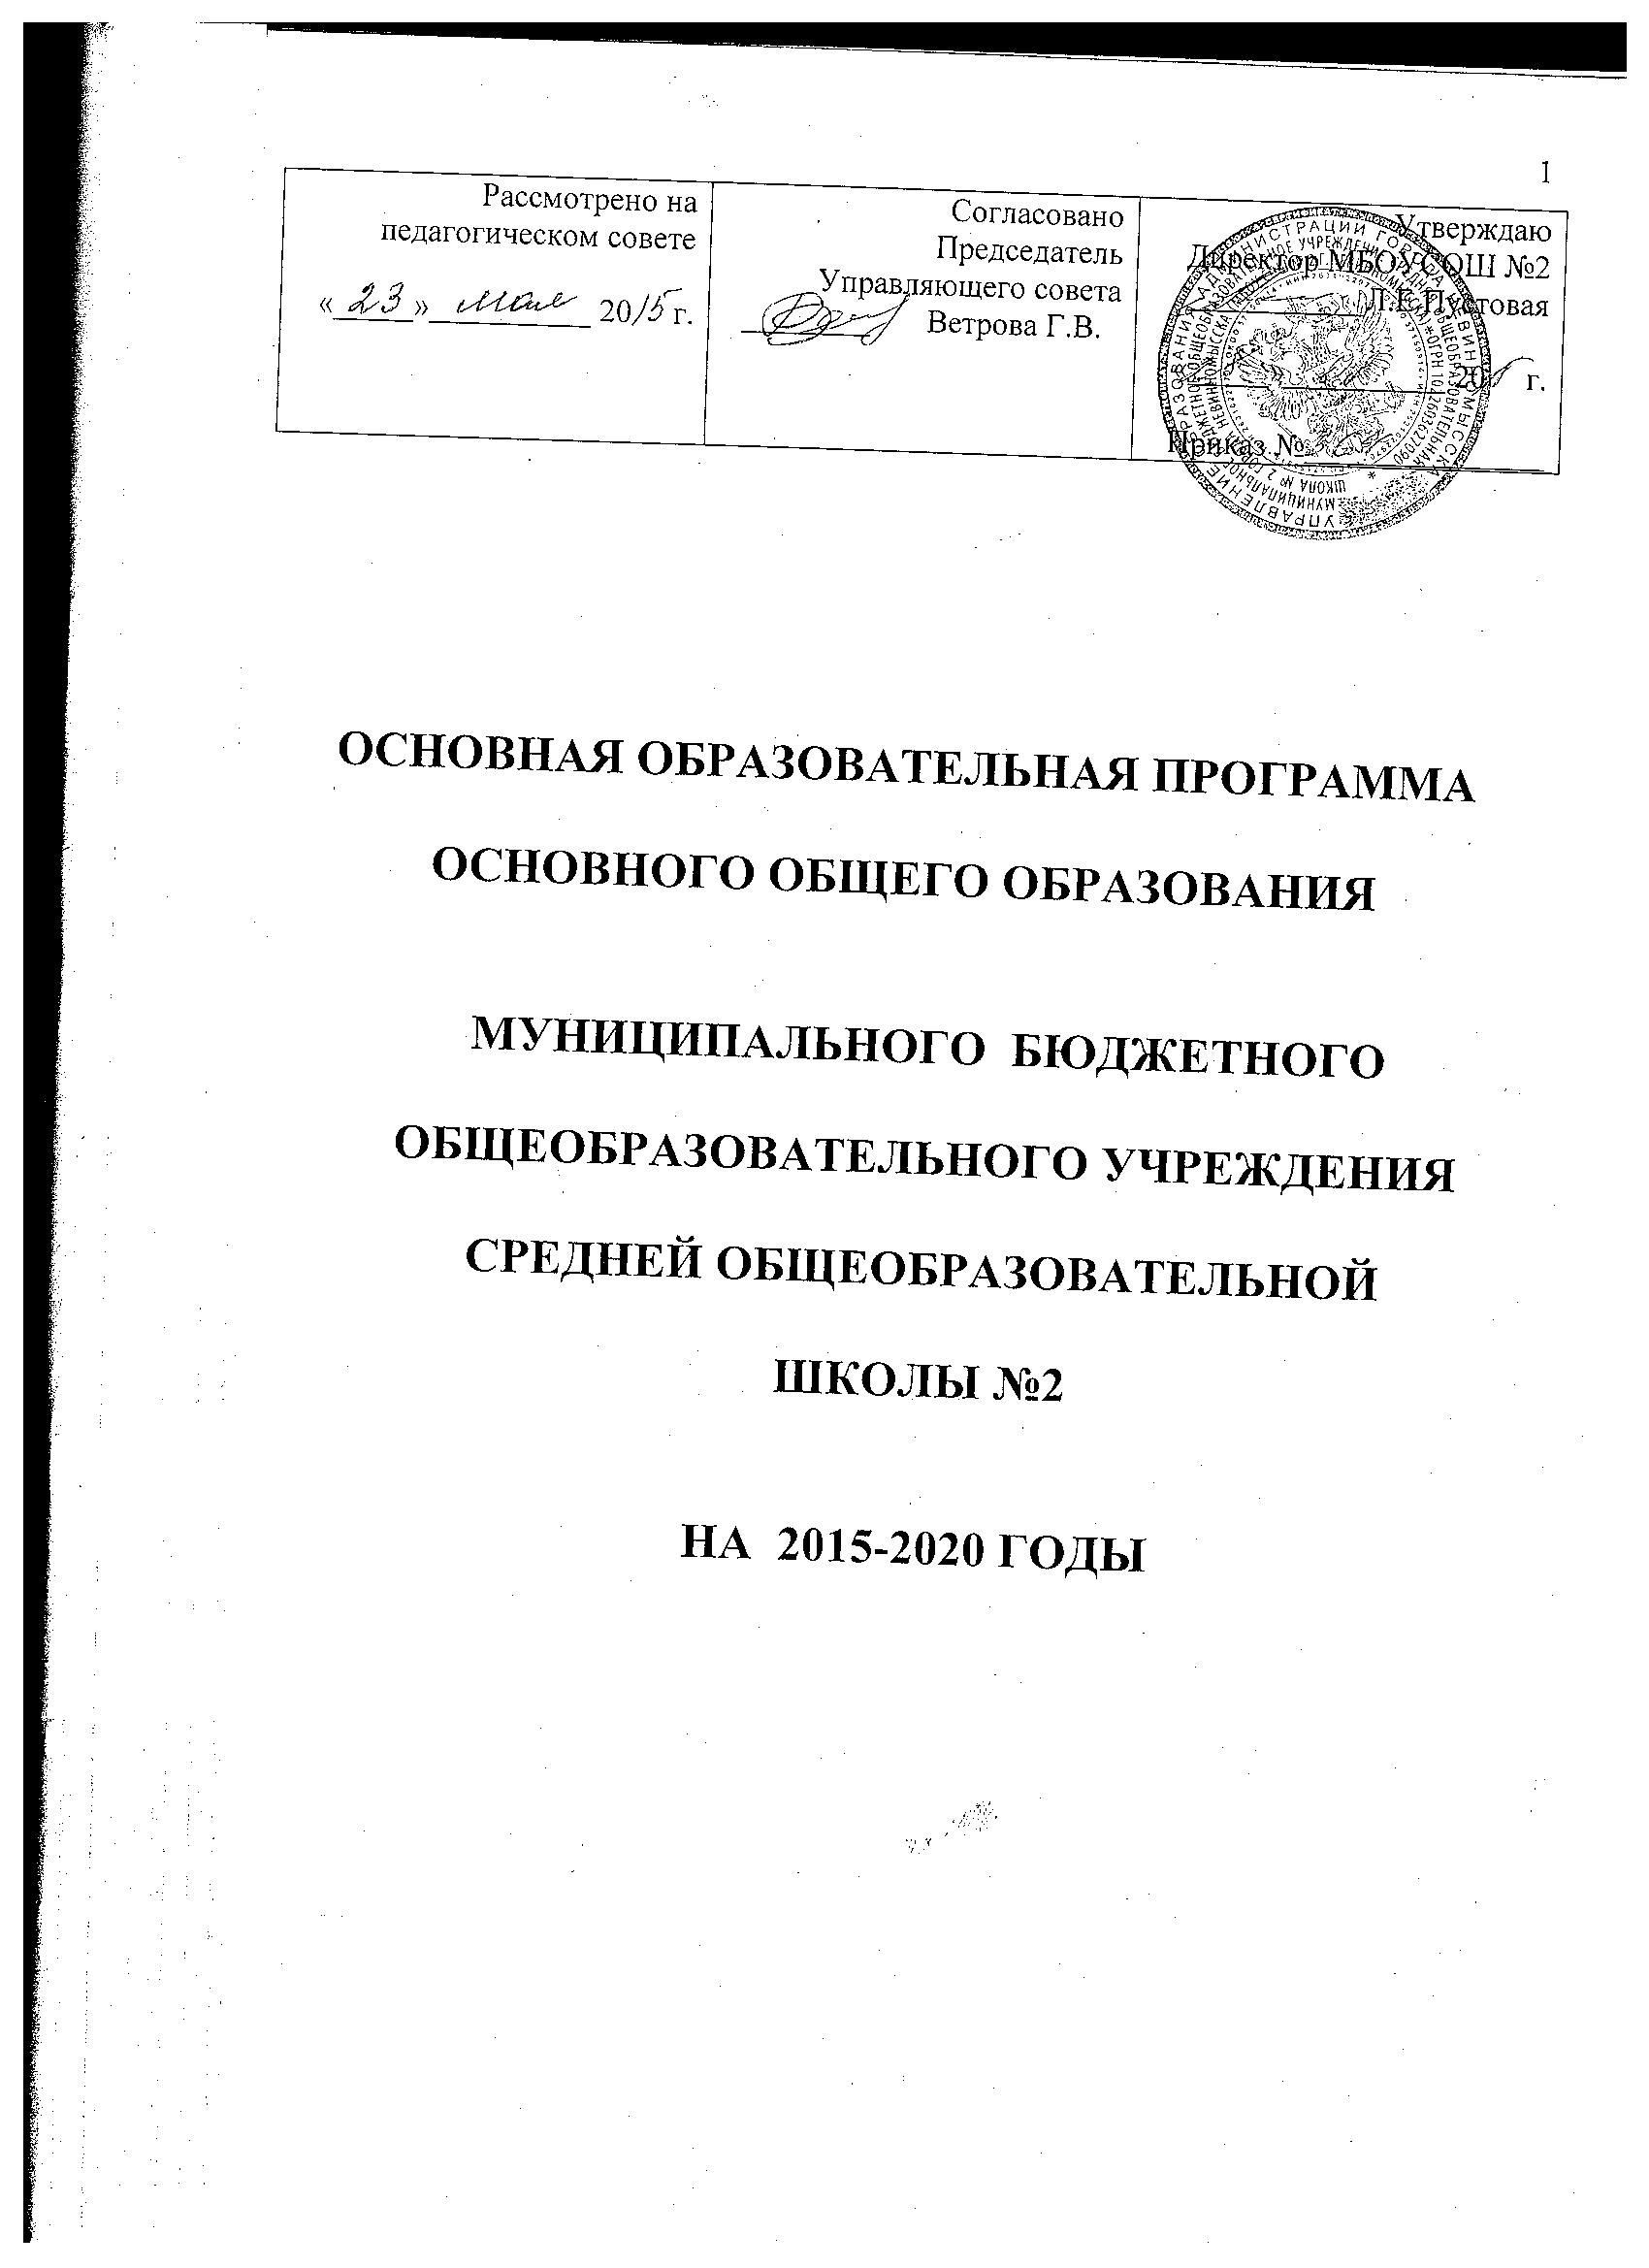 1
Рассмотрено на
педагогическом совете
«23» мая 2015 г.
Согласовано
Председатель
Управляющего совета
Ветрова Г.В.
Утверждаю
Директор МБОУСОШ №2
Пустовая
20 г.
Приказ №
ОСНОВНАЯ ОБРАЗОВАТЕЛЬНАЯ ПРОГРАММА
ОСНОВНОГО ОБЩЕГО ОБРАЗОВАНИЯ
МУНИЦИПАЛЬНОГО БЮДЖЕТНОГО
ОБЩЕОБРАЗОВАТЕЛЬНОГО УЧРЕЖДЕНИЯ
СРЕДНЕЙ ОБЩЕОБРАЗОВАТЕЛЬНОЙ
ШКОЛЫ №2
НА 2015-2020 ГОДЫ